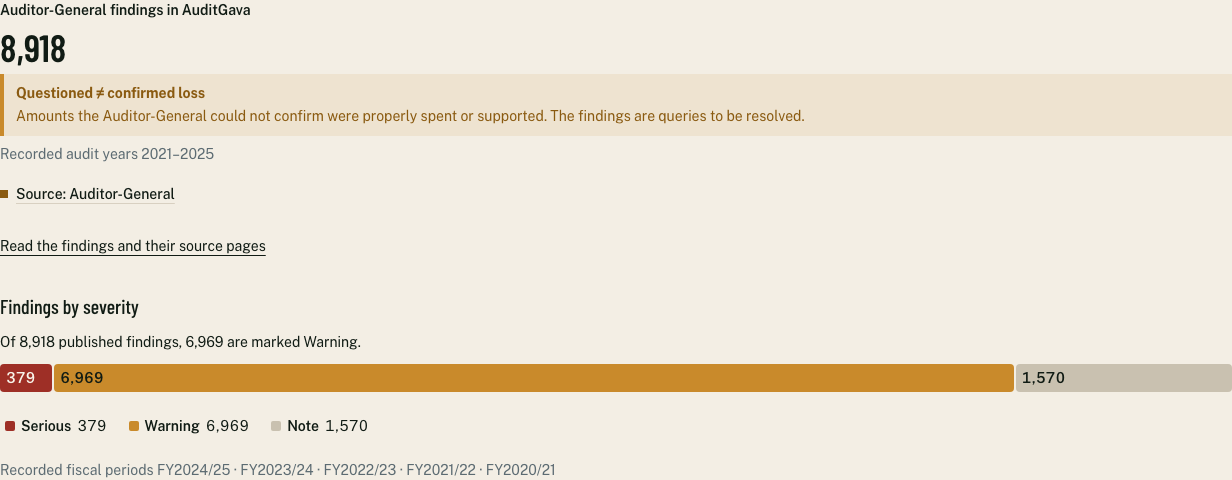 Auditor-General findings in AuditGava
8,918
Questioned ≠ confirmed loss
Amounts the Auditor-General could not confirm were properly spent or supported. The findings are queries to be resolved.
Recorded audit years 2021–2025
Source: Auditor-General
Read the findings and their source pages
Findings by severity
Of 8,918 published findings, 6,969 are marked Warning.
379 6,969 1,570
Serious 379 Warning 6,969 Note 1,570
Recorded fiscal periods FY2024/25 · FY2023/24 · FY2022/23 · FY2021/22 · FY2020/21